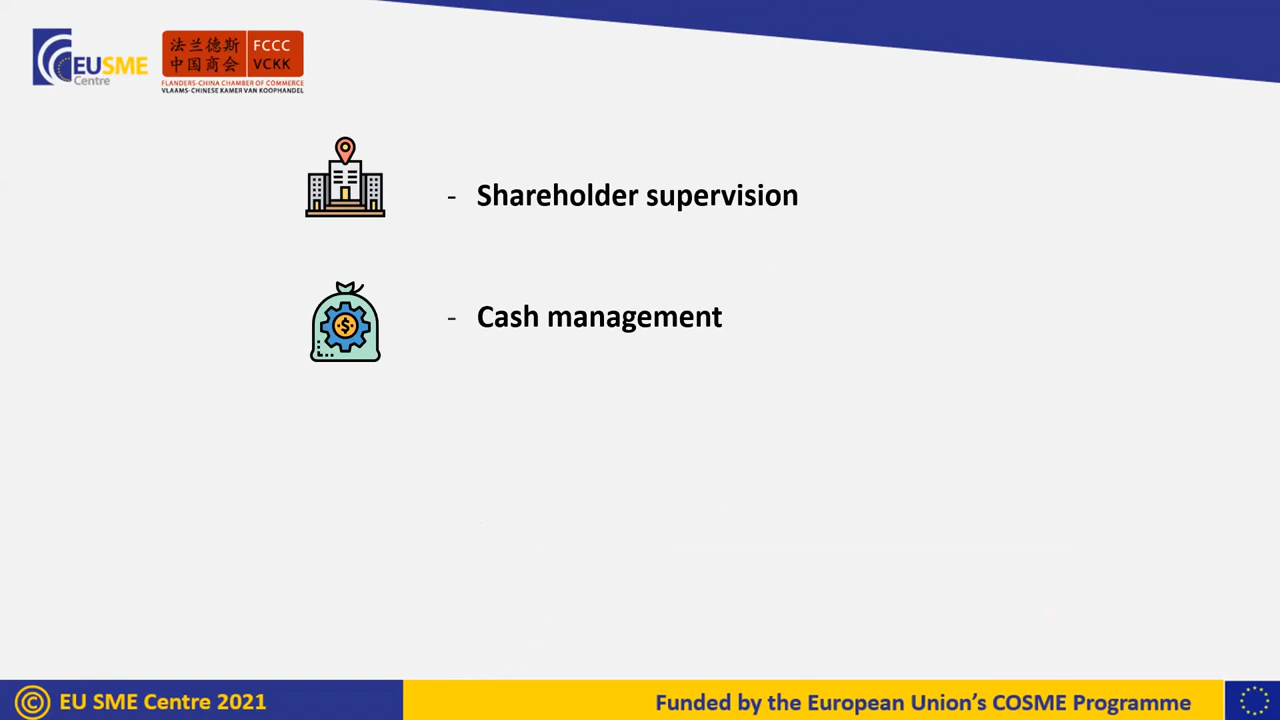 EUSME
Centre
法兰德斯
中国商会
FCCC
VCKK
FLANDERS-CHINA CHAMBER OF COMMERCE
VLAAMS-CHINESE KAMER VAN KOOPHANDEL
- Shareholder supervision
- Cash management
© EU SME Centre 2021
Funded by the European Union’s COSME Programme